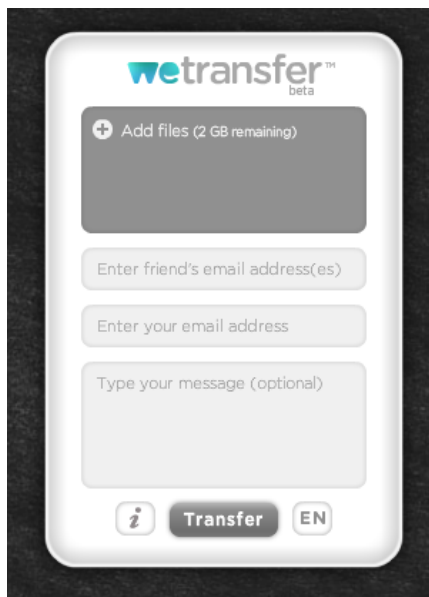 wetransfer™
beta
Add files (2 GB remaining)
Enter friend's email address(es)
Enter your email address
Type your message (optional)
i Transfer EN